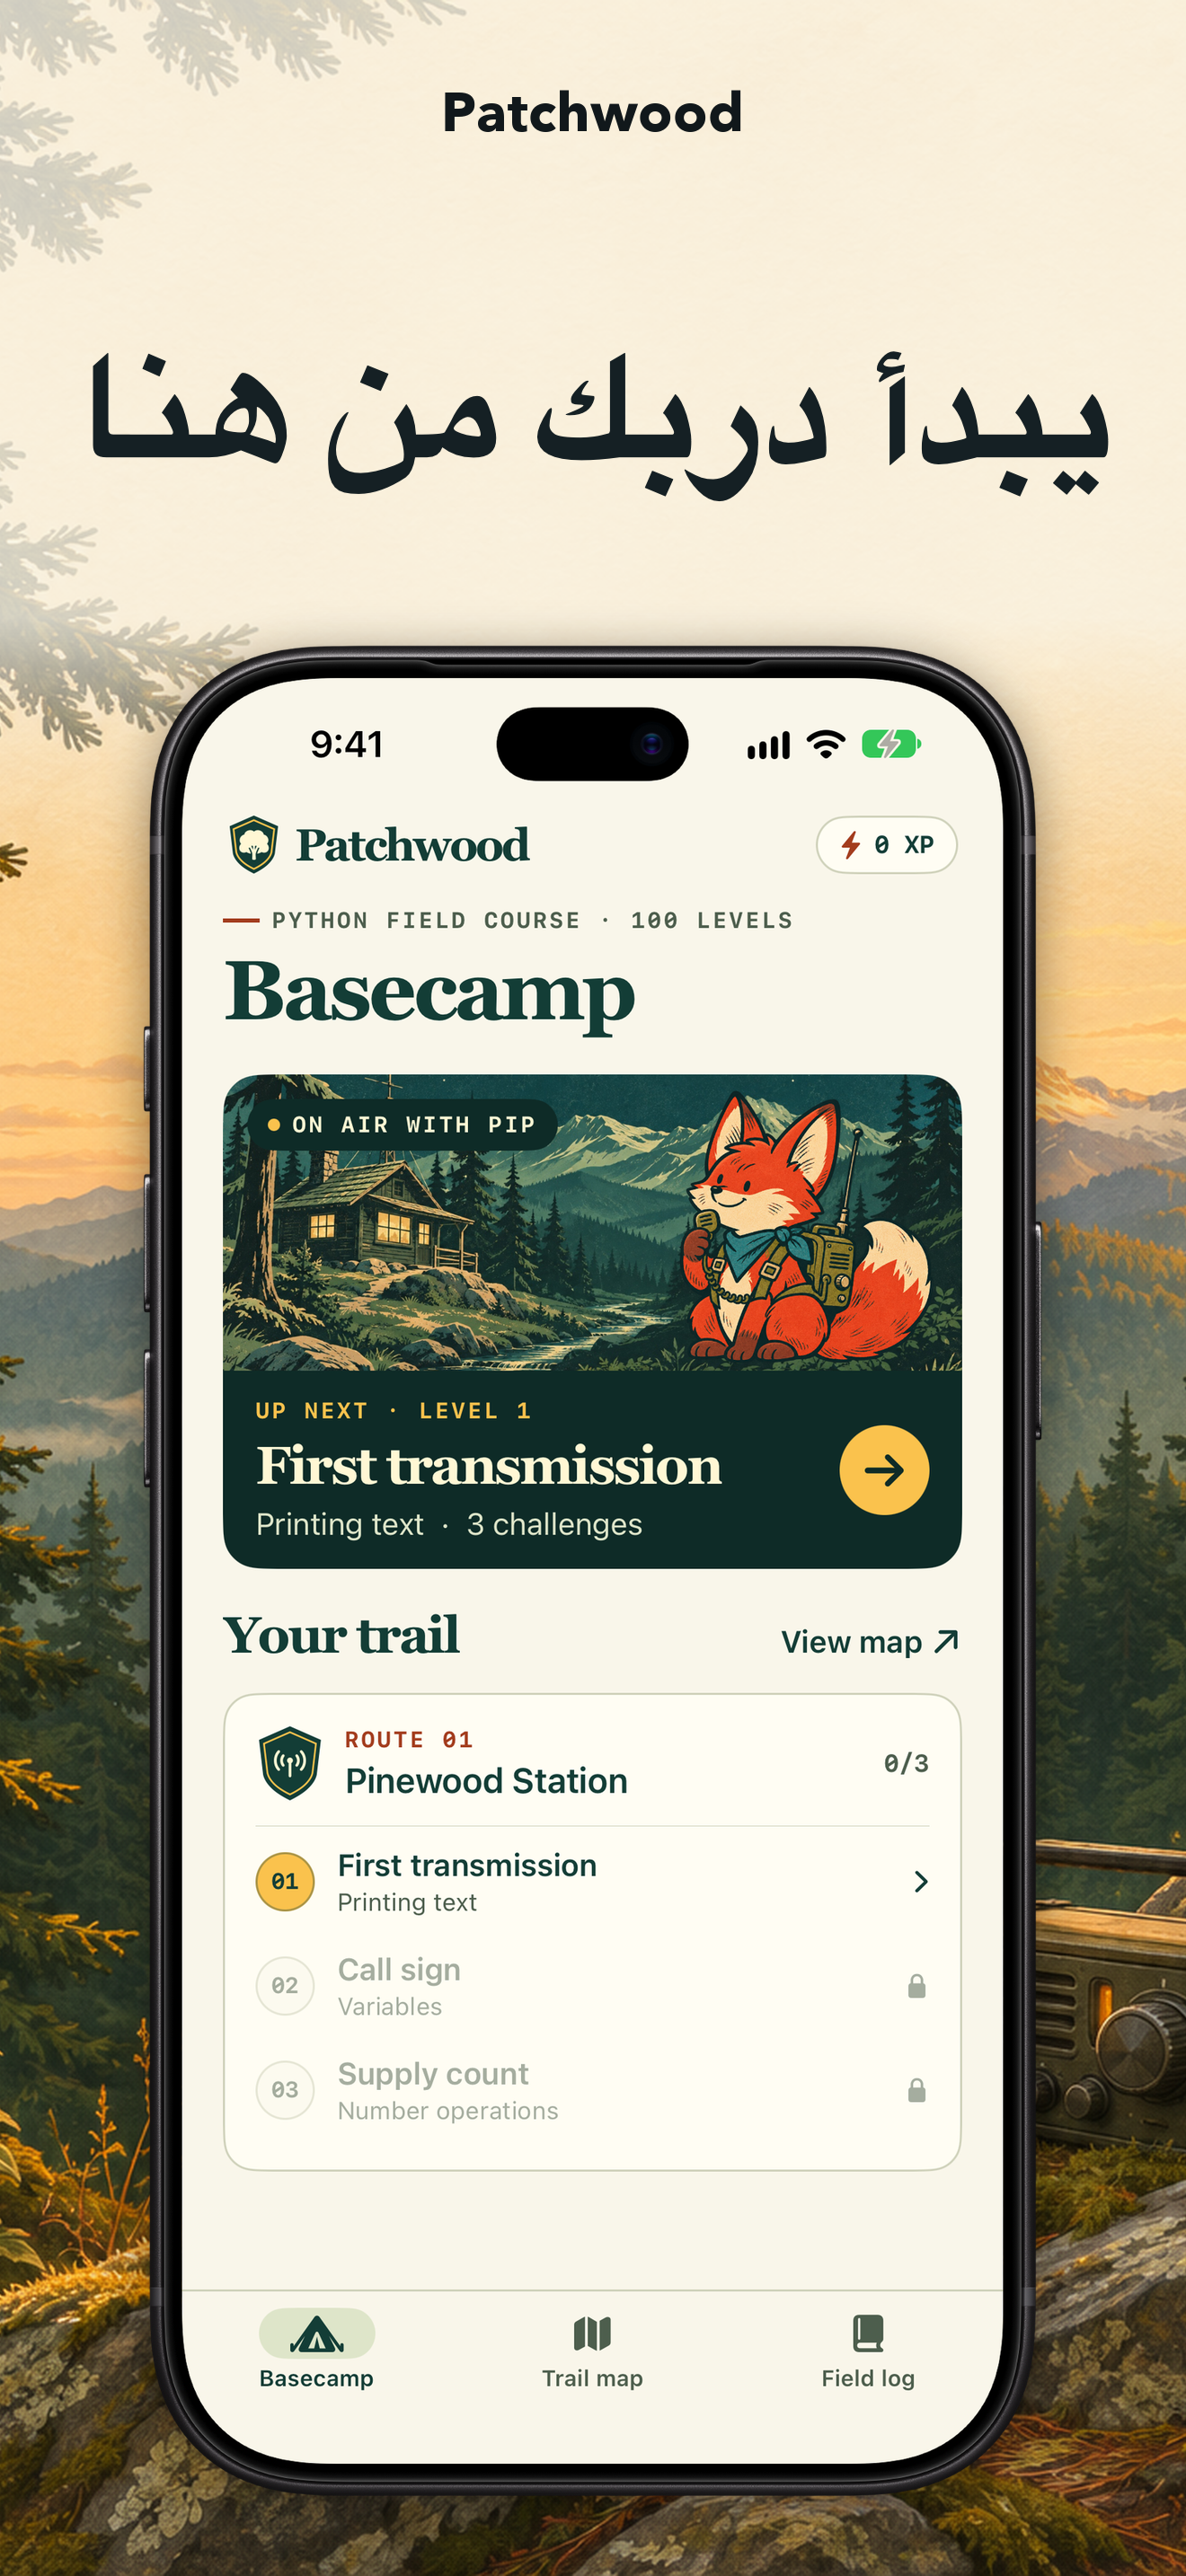 Patchwood
يبدأ دربك من هنا
9:41
Patchwood
0 XP
PYTHON FIELD COURSE · 100 LEVELS
Basecamp
ON AIR WITH PIP
UP NEXT · LEVEL 1
First transmission
Printing text · 3 challenges
Your trail
View map
ROUTE 01
Pinewood Station
0/3
01
First transmission
Printing text
02
Call sign
Variables
03
Supply count
Number operations
Basecamp
Trail map
Field log